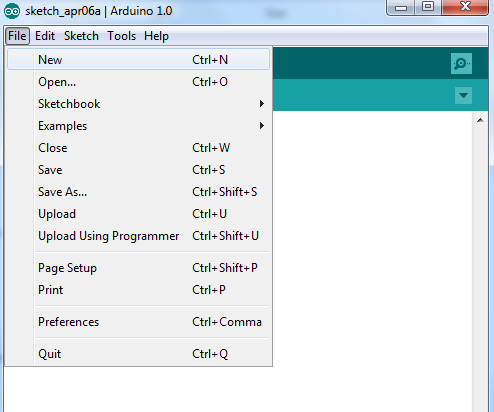 sketch_apr06a | Arduino 1.0
File Edit Sketch Tools Help
New Ctrl+N
Open... Ctrl+O
Sketchbook
Examples
Close Ctrl+W
Save Ctrl+S
Save As... Ctrl+Shift+S
Upload Ctrl+U
Upload Using Programmer Ctrl+Shift+U
Page Setup Ctrl+Shift+P
Print Ctrl+P
Preferences Ctrl+Comma
Quit Ctrl+Q